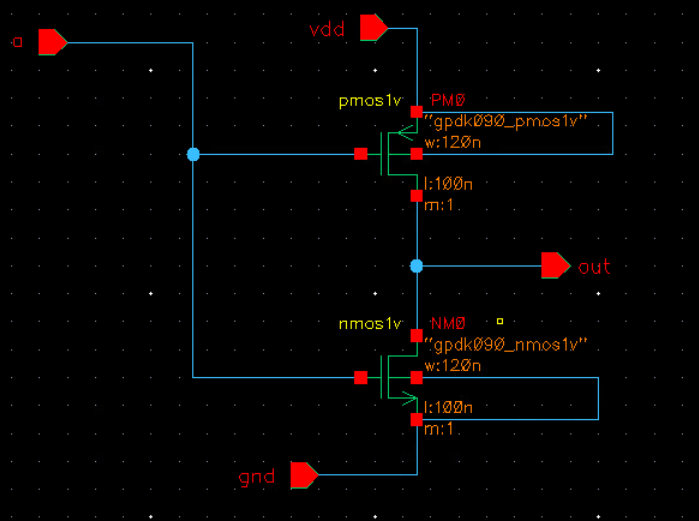 a
vdd
pmos1v
PM0
"gpdk090_pmos1v"
w:120n
l:100n
m:1
out
nmos1v
NM0
"gpdk090_nmos1v"
w:120n
l:100n
m:1
gnd